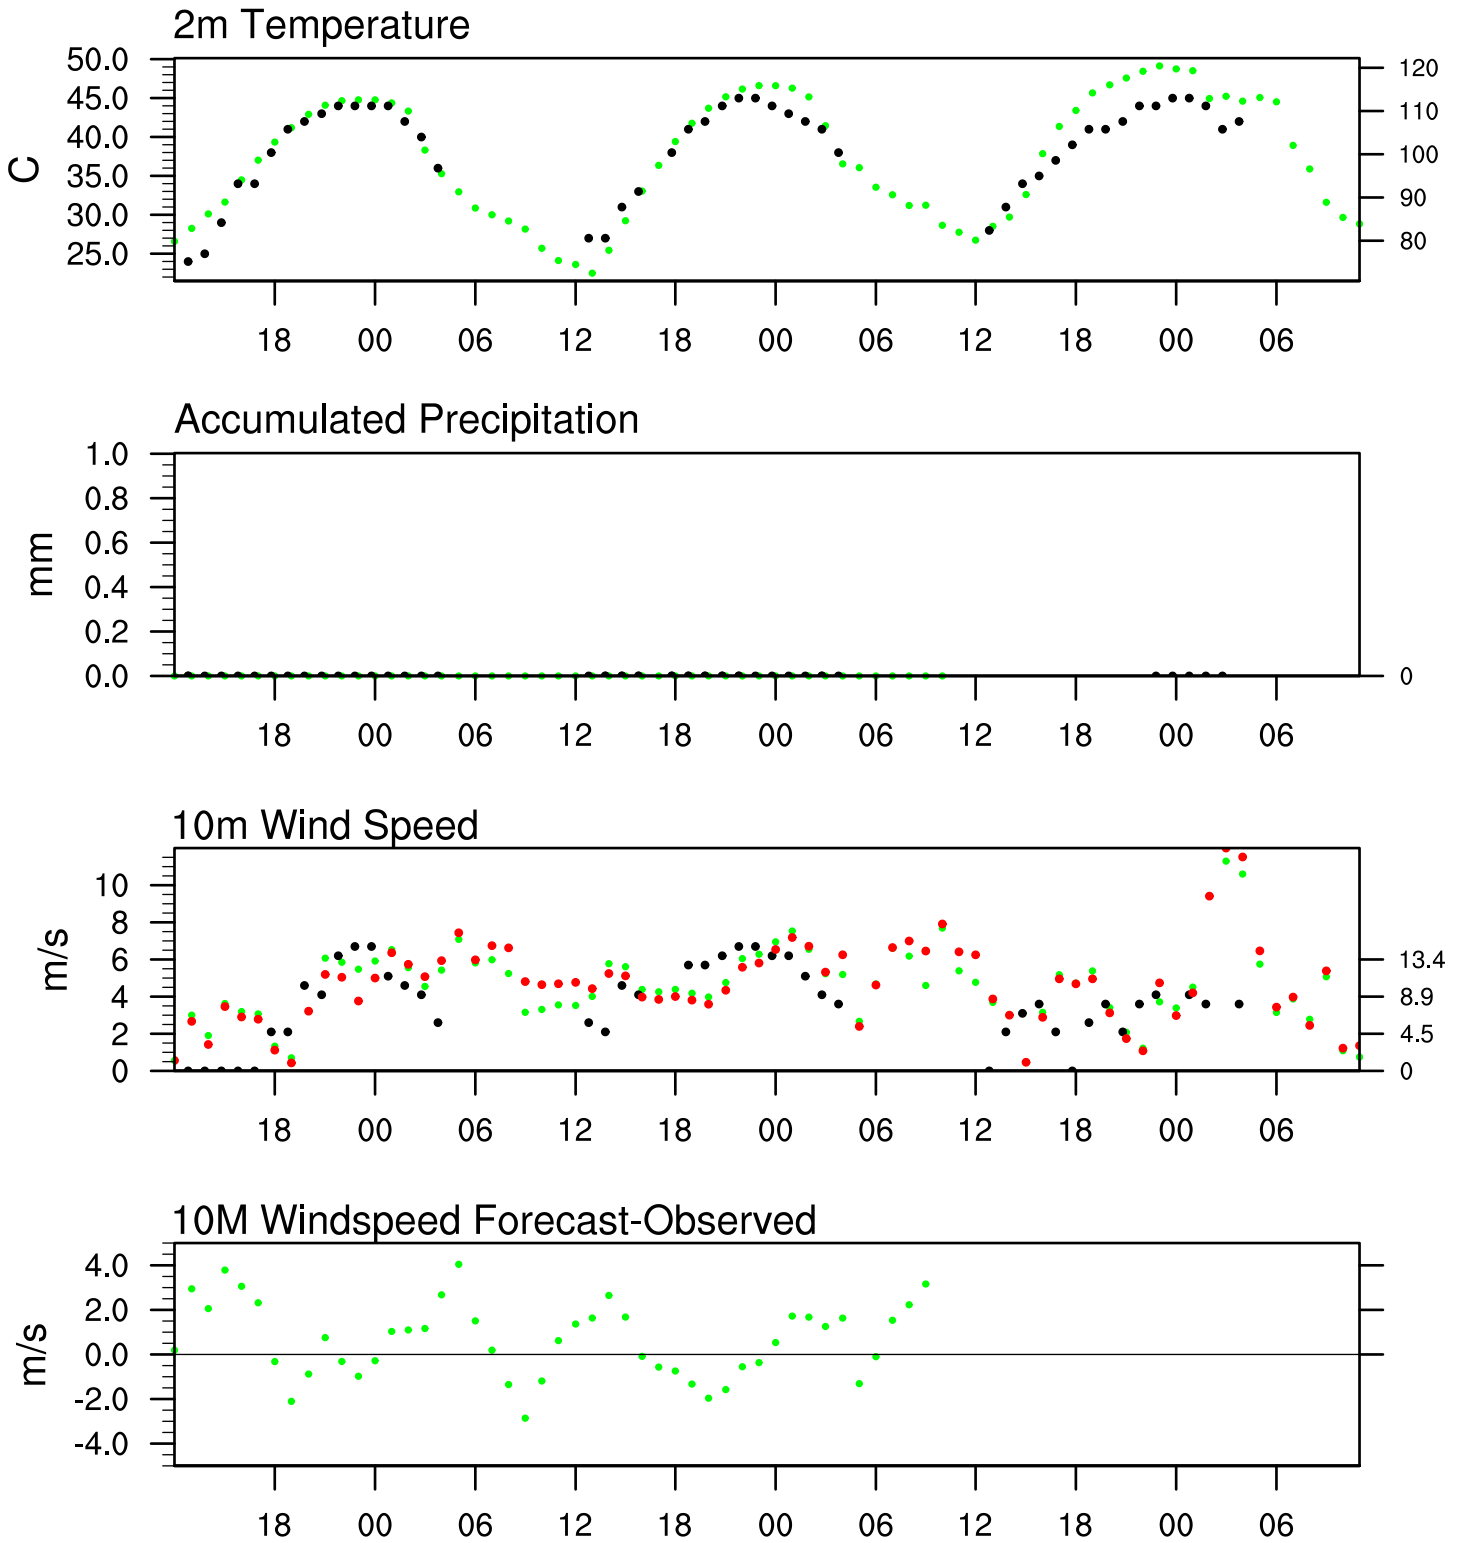 2m Temperature
50.0
45.0
40.0
35.0
30.0
25.0
C
120
110
100
90
80
18 00 06 12 18 00 06 12 18 00 06
Accumulated Precipitation
1.0
0.8
0.6
0.4
0.2
0.0
mm
0
18 00 06 12 18 00 06 12 18 00 06
10m Wind Speed
10
8
6
4
2
0
m/s
13.4
8.9
4.5
0
18 00 06 12 18 00 06 12 18 00 06
10M Windspeed Forecast-Observed
4.0
2.0
0.0
-2.0
-4.0
m/s
18 00 06 12 18 00 06 12 18 00 06